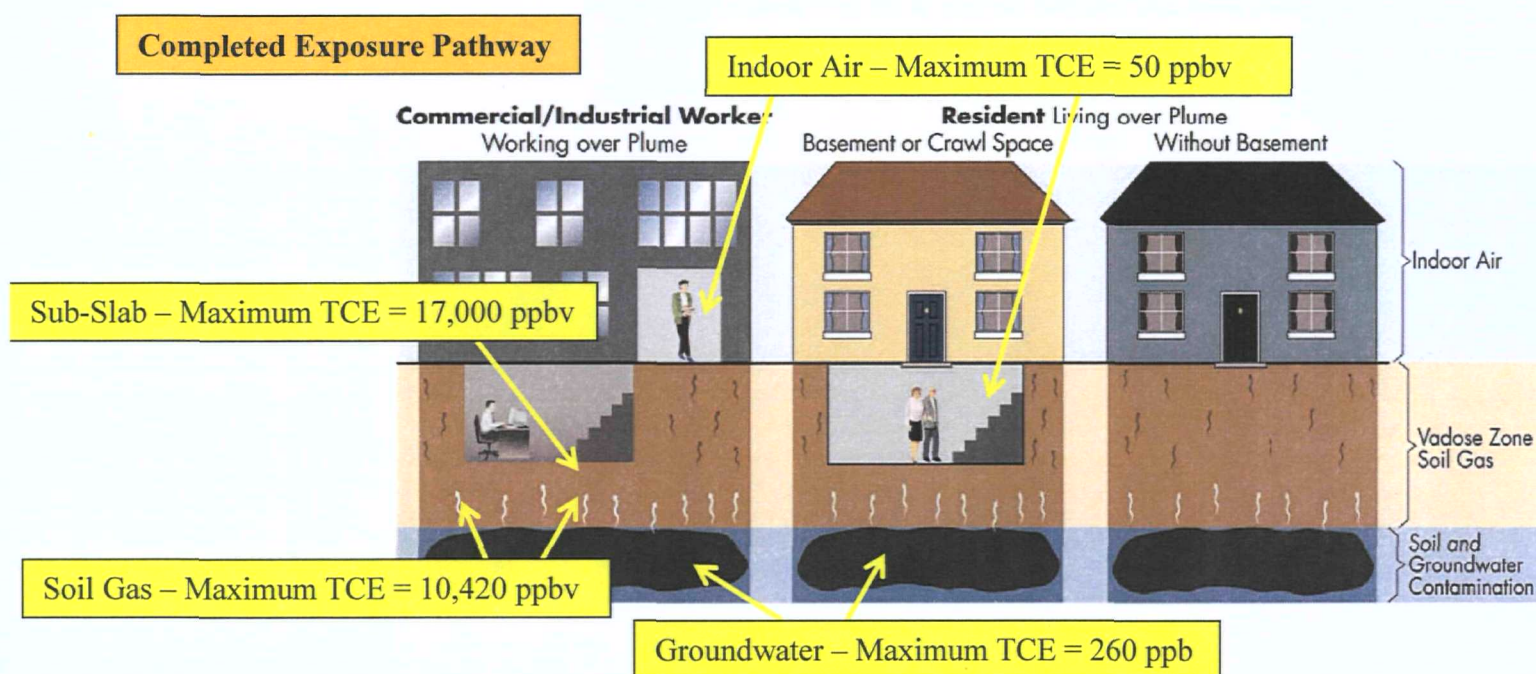 Completed Exposure Pathway
Indoor Air – Maximum TCE = 50 ppbv
Commercial/Industrial Worker
Working over Plume
Resident Living over Plume
Basement or Crawl Space
Without Basement
Indoor Air
Sub-Slab – Maximum TCE = 17,000 ppbv
Vadose Zone
Soil Gas
Soil and
Groundwater
Contamination
Soil Gas – Maximum TCE = 10,420 ppbv
Groundwater – Maximum TCE = 260 ppb